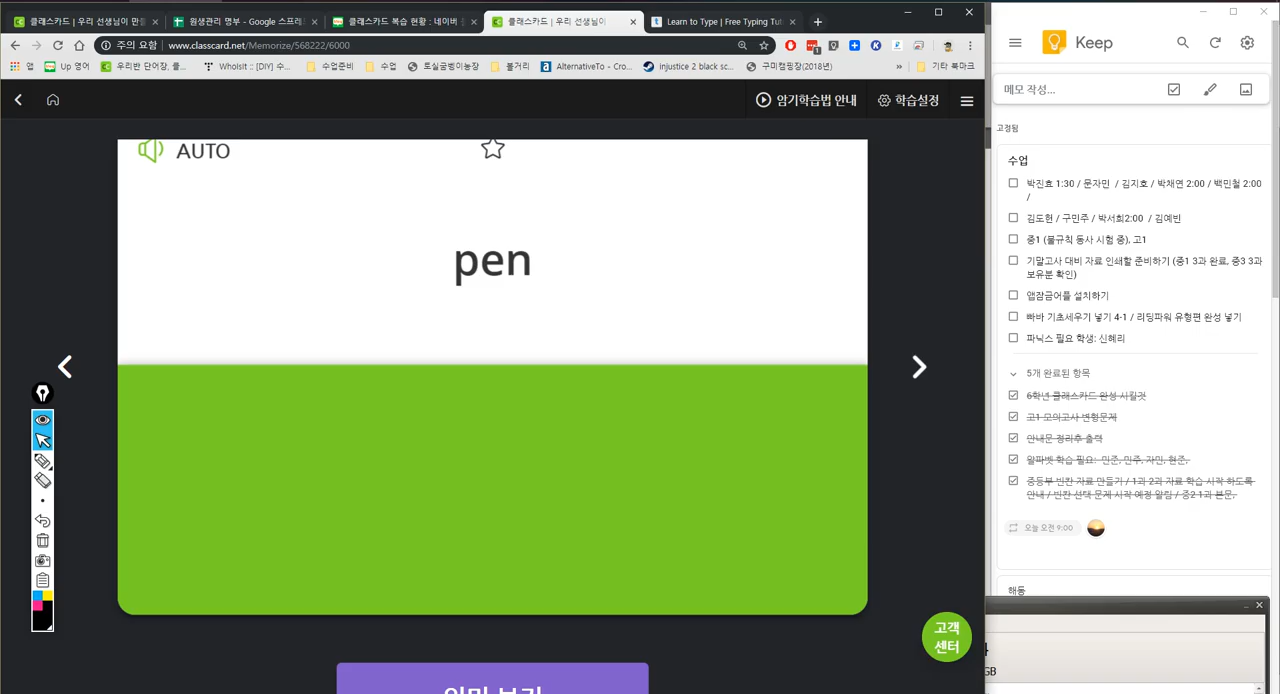 클래스카드 | 우리 선생님이 만들
원생관리 명부 - Google 스프레
클래스카드 복습 현황 : 네이버
클래스카드 | 우리 선생님이
Learn to Type | Free Typing Tut
주의 요함 | www.classcard.net/Memorize/568222/6000
앱
Up 영어
우리반 단어장, 클...
WhoisIt :: [DIY] 수...
수업준비
수업
토실굼벵이농장
볼거리
AlternativeTo - Cro...
injustice 2 black sc...
구미캠핑장(2018년)
»
기타 북마크
암기학습법 안내
학습설정
AUTO
pen
고객
센터
Keep
메모 작성...
고정됨
수업
박진효 1:30 / 문자민 / 김지호 / 박채연 2:00 / 백민철 2:00
/
김도현 / 구민주 / 박서희2:00 / 김예빈
중1 (불규칙 동사 시험 중), 고1
기말고사 대비 자료 인쇄할 준비하기 (중1 3과 완료, 중3 3과
보유분 확인)
앱잠금어플 설치하기
빠바 기초세우기 넣기 4-1 / 리딩파워 유형편 완성 넣기
파닉스 필요 학생: 신혜리
5개 완료된 항목
6학년 클래스카드 완성 시킬것
고1 모의고사 변형문제
안내문 정리후 출력
알파벳 학습 필요: 민준, 민주, 자민, 현준,
중등부 빈칸 자료 만들기 / 1과 2과 자료 학습 시작 하도록
안내 / 빈칸 선택 문제 시작 예정 알림 / 중2 1과 본문,
오늘 오전 9:00
해동
GB